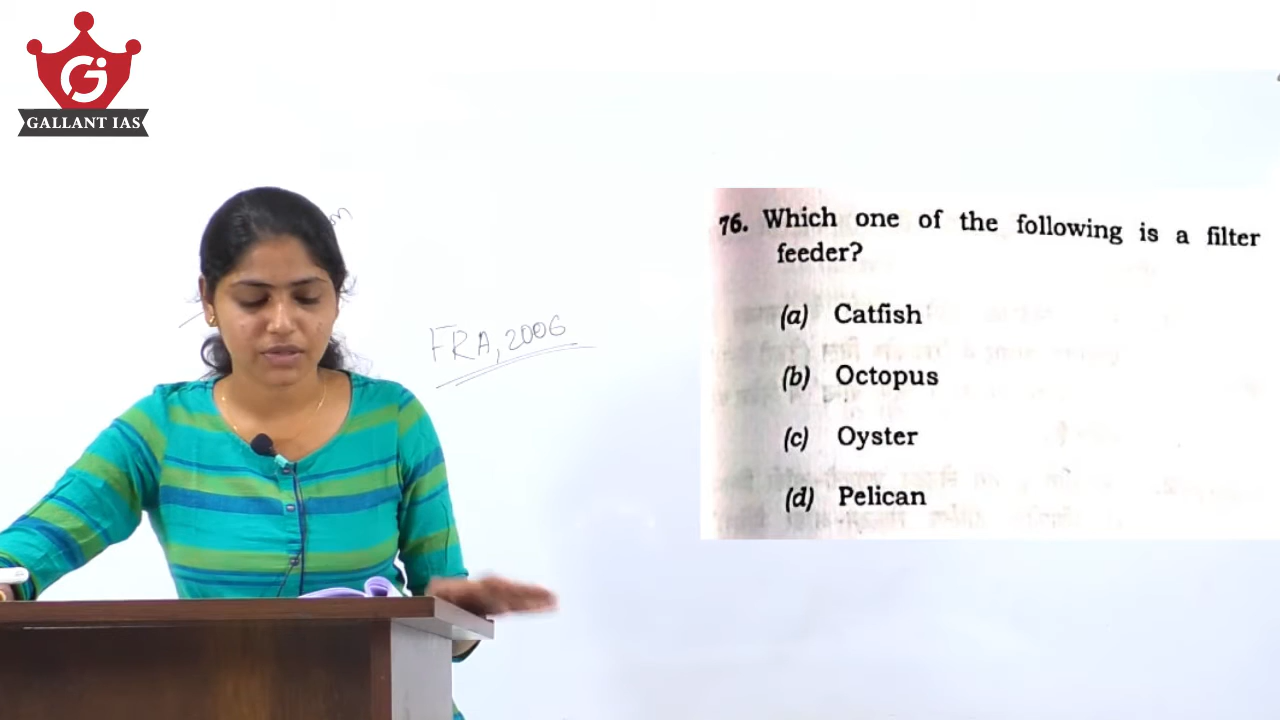 GALLANT IAS
FRA, 2006
76. Which one of the following is a filter
feeder?
(a) Catfish
(b) Octopus
(c) Oyster
(d) Pelican